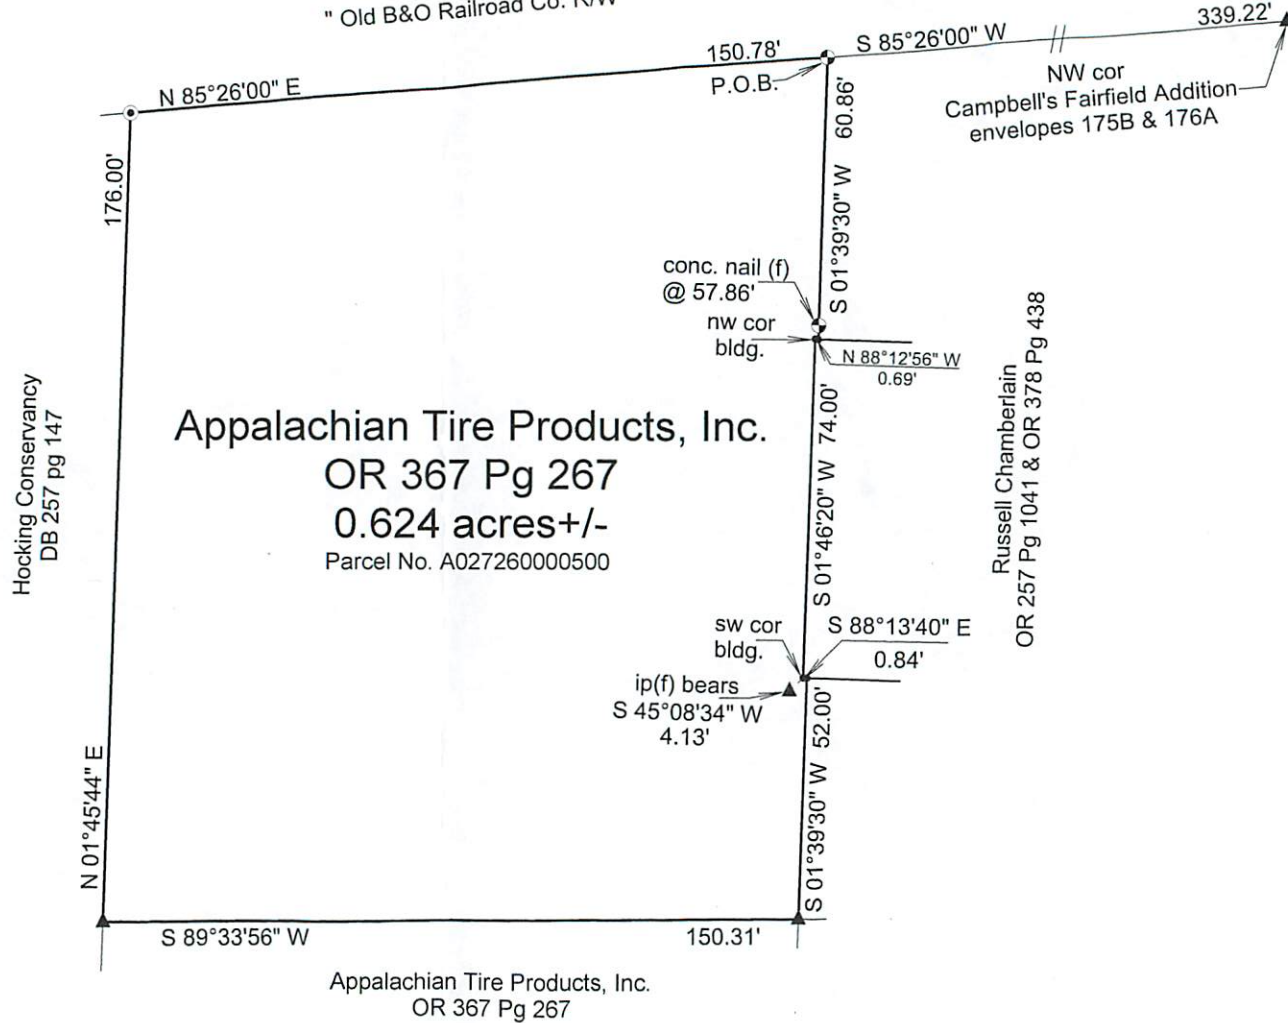 " Old B&O Railroad Co. R/W
339.22'
S 85°26'00" W
150.78'
N 85°26'00" E
P.O.B.
NW cor
Campbell's Fairfield Addition
envelopes 175B & 176A
176.00'
S 01°39'30" W 60.86'
conc. nail (f)
@ 57.86'
nw cor
bldg.
N 88°12'56" W
0.69'
Hocking Conservancy
DB 257 pg 147
Appalachian Tire Products, Inc.
OR 367 Pg 267
0.624 acres+/-
Parcel No. A027260000500
S 01°46'20" W 74.00'
Russell Chamberlain
OR 257 Pg 1041 & OR 378 Pg 438
sw cor
bldg.
S 88°13'40" E
0.84'
ip(f) bears
S 45°08'34" W
4.13'
N 01°45'44" E
S 01°39'30" W 52.00'
S 89°33'56" W
150.31'
Appalachian Tire Products, Inc.
OR 367 Pg 267